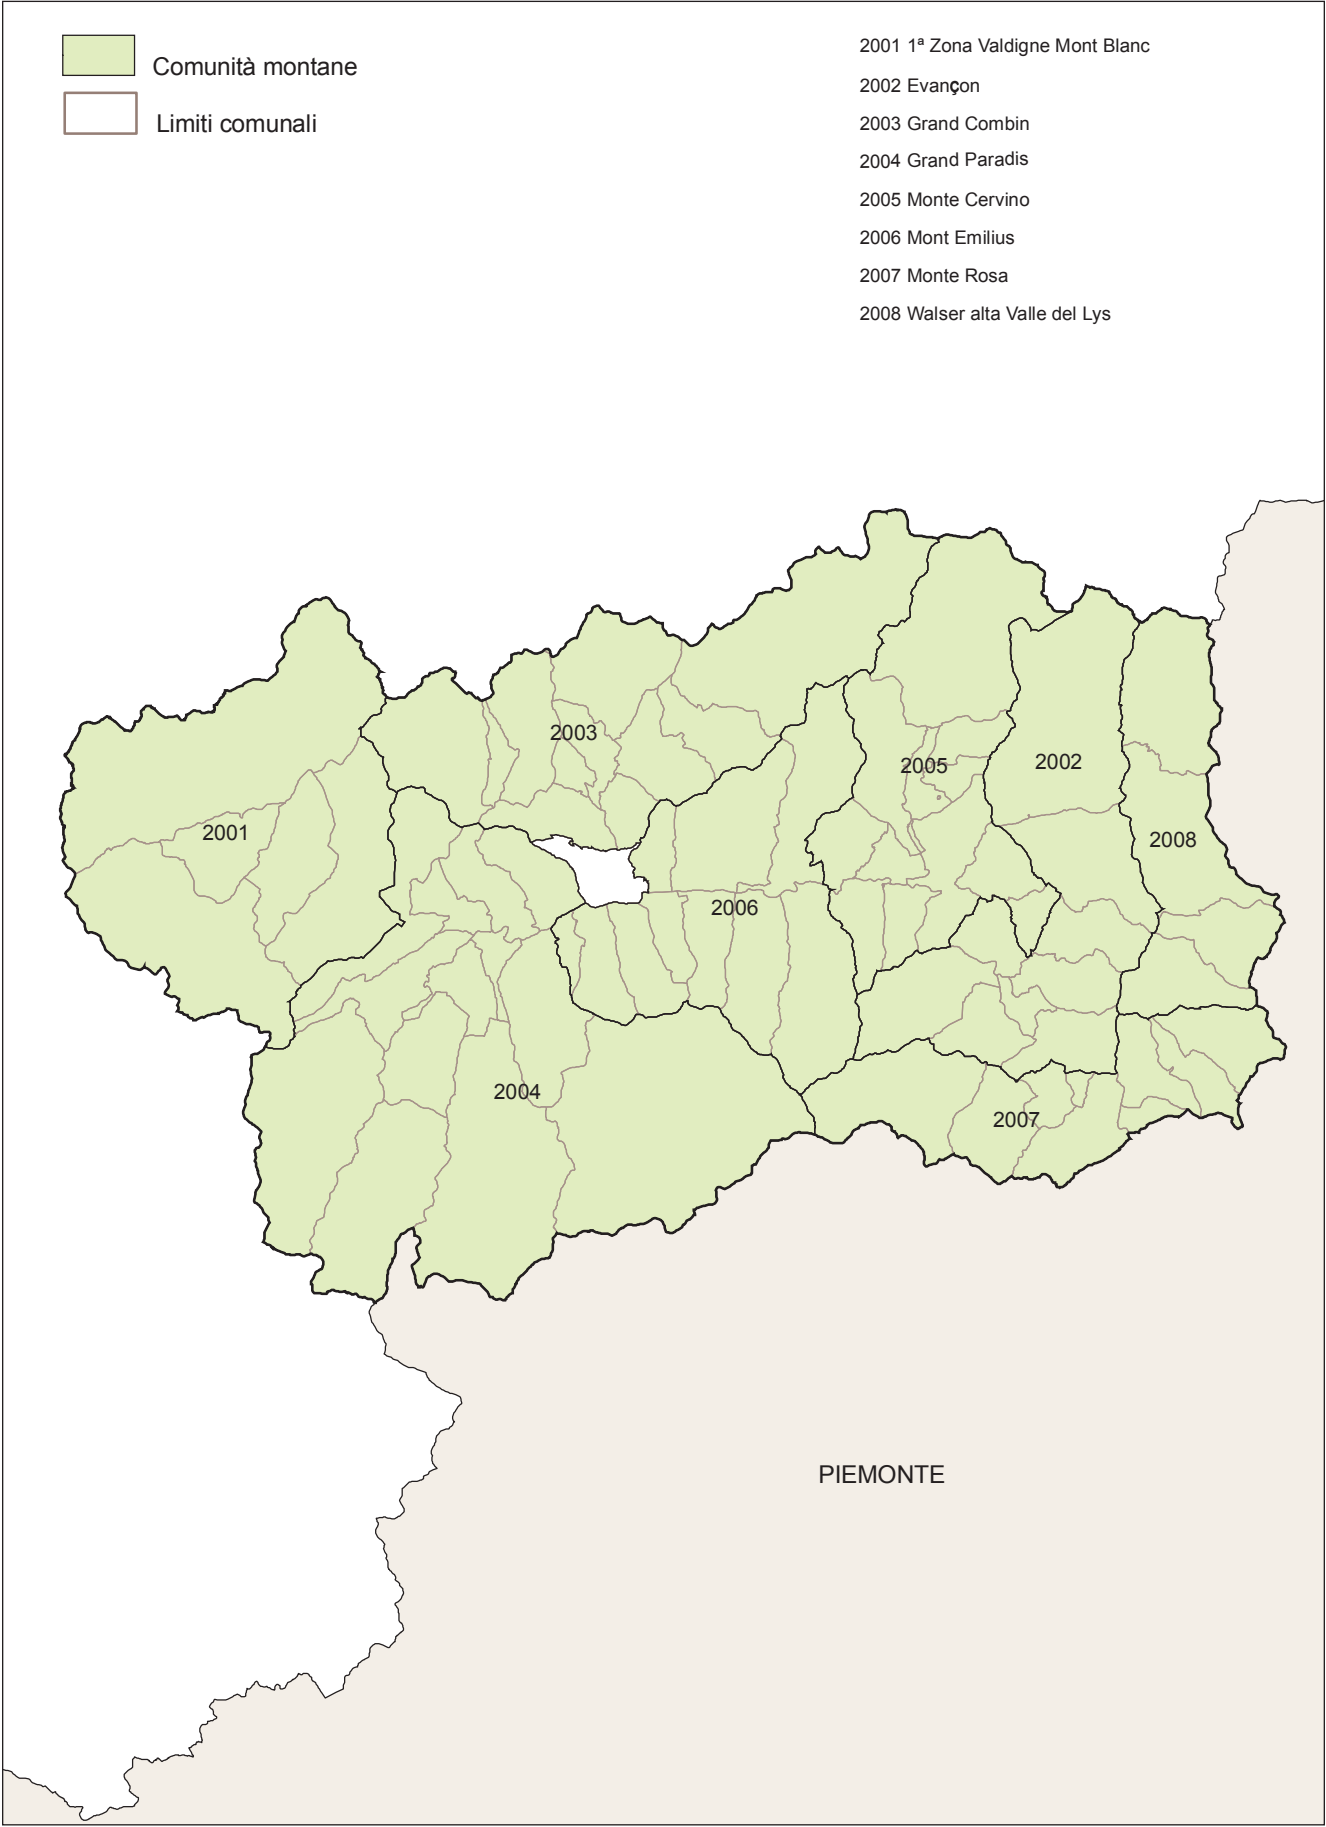 Comunità montane
Limiti comunali
2001 1ª Zona Valdigne Mont Blanc
2002 Evançon
2003 Grand Combin
2004 Grand Paradis
2005 Monte Cervino
2006 Mont Emilius
2007 Monte Rosa
2008 Walser alta Valle del Lys
2003
2005
2002
2001
2008
2006
2004
2007
PIEMONTE